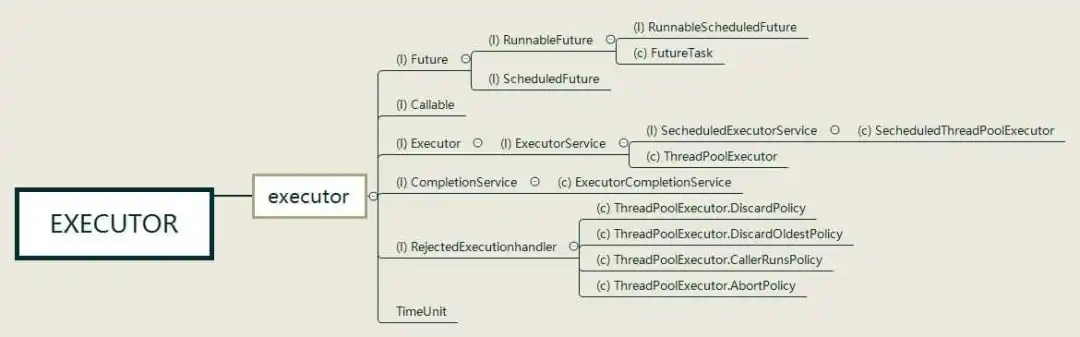 EXECUTOR
executor
(I) Future
(I) RunnableFuture
(I) RunnableScheduledFuture
(c) FutureTask
(I) ScheduledFuture
(I) Callable
(I) Executor
(I) ExecutorService
(I) SecheduledExecutorService
(c) SecheduledThreadPoolExecutor
(c) ThreadPoolExecutor
(I) CompletionService
(c) ExecutorCompletionService
(I) RejectedExecutionhandler
(c) ThreadPoolExecutor.DiscardPolicy
(c) ThreadPoolExecutor.DiscardOldestPolicy
(c) ThreadPoolExecutor.CallerRunsPolicy
(c) ThreadPoolExecutor.AbortPolicy
TimeUnit